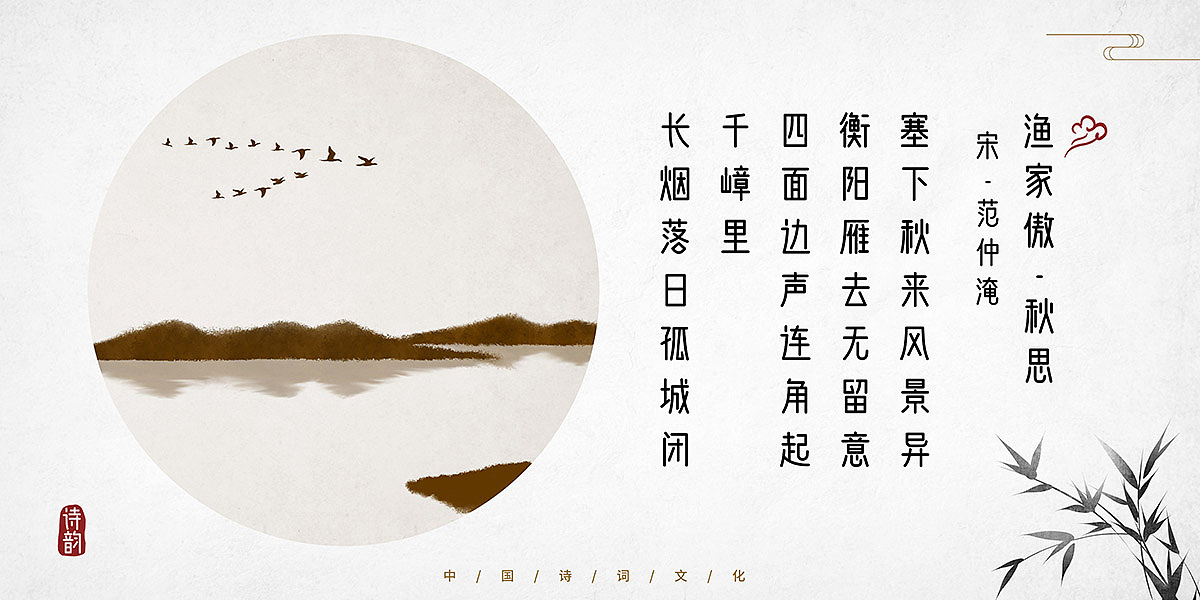 渔家傲-秋思
宋-范仲淹
塞下秋来风景异
衡阳雁去无留意
四面边声连角起
千嶂里
长烟落日孤城闭
诗韵
中/国/诗/词/文/化